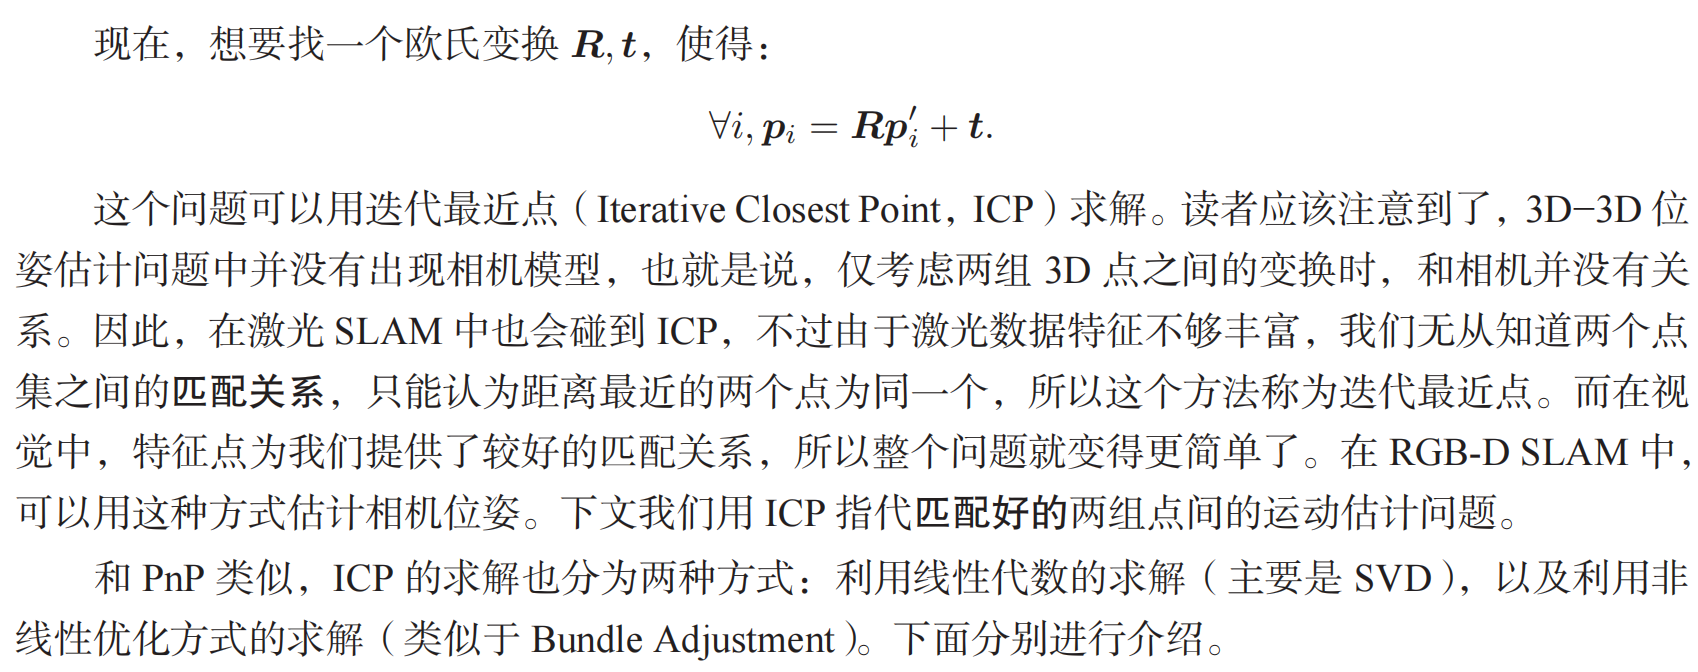 现在，想要找一个欧氏变换 R, t，使得：
∀i, pᵢ = Rp′ᵢ + t.
这个问题可以用迭代最近点（Iterative Closest Point，ICP）求解。读者应该注意到了，3D−3D 位
姿估计问题中并没有出现相机模型，也就是说，仅考虑两组 3D 点之间的变换时，和相机并没有关
系。因此，在激光 SLAM 中也会碰到 ICP，不过由于激光数据特征不够丰富，我们无从知道两个点
集之间的匹配关系，只能认为距离最近的两个点为同一个，所以这个方法称为迭代最近点。而在视
觉中，特征点为我们提供了较好的匹配关系，所以整个问题就变得更简单了。在 RGB-D SLAM 中，
可以用这种方式估计相机位姿。下文我们用 ICP 指代匹配好的两组点间的运动估计问题。
和 PnP 类似，ICP 的求解也分为两种方式：利用线性代数的求解（主要是 SVD），以及利用非
线性优化方式的求解（类似于 Bundle Adjustment）。下面分别进行介绍。